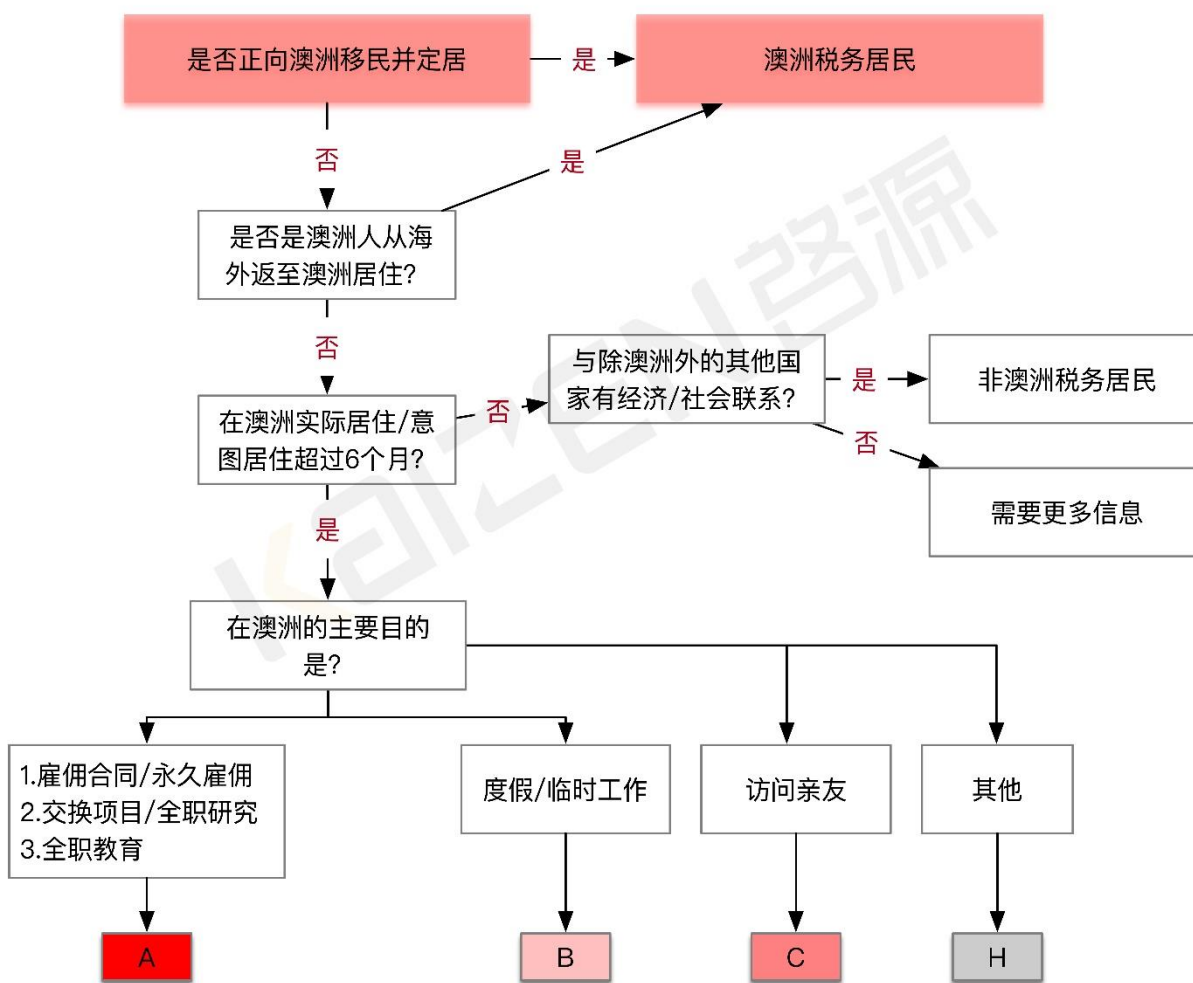 是否正向澳洲移民并定居
是
澳洲税务居民
否
是
是否是澳洲人从海
外返至澳洲居住?
否
与除澳洲外的其他国
家有经济/社会联系?
是
非澳洲税务居民
在澳洲实际居住/意
图居住超过6个月?
否
否
需要更多信息
是
在澳洲的主要目的
是?
1.雇佣合同/永久雇佣
2.交换项目/全职研究
3.全职教育
度假/临时工作
访问亲友
其他
A
B
C
H
KaiZEN 啓源